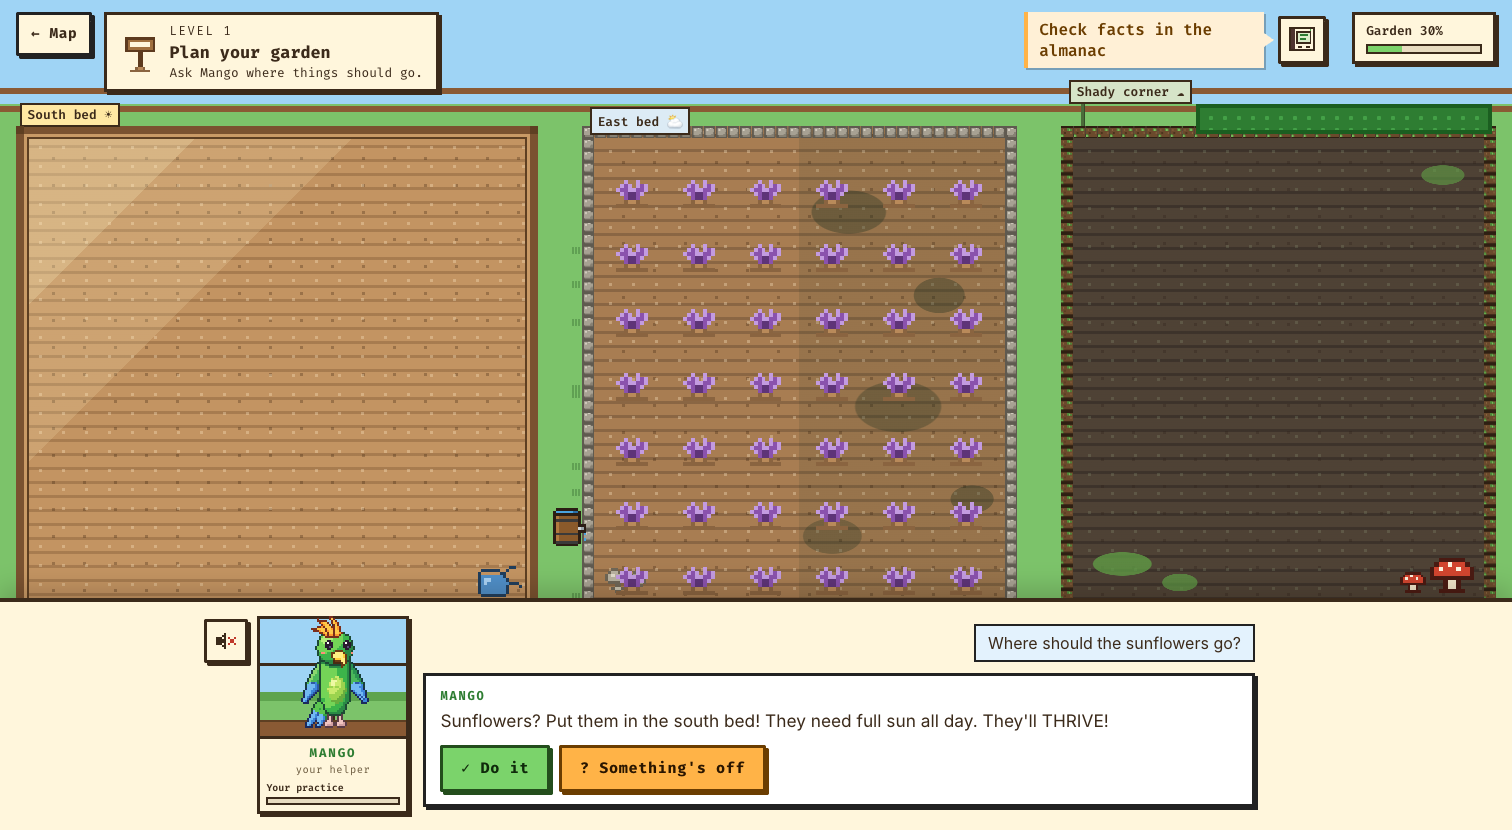 ← Map
LEVEL 1
Plan your garden
Ask Mango where things should go.
Check facts in the
almanac
Garden 30%
South bed ☀
East bed ⛅
Shady corner ☁
Where should the sunflowers go?
MANGO
your helper
Your practice
MANGO
Sunflowers? Put them in the south bed! They need full sun all day. They'll THRIVE!
✓ Do it
? Something's off